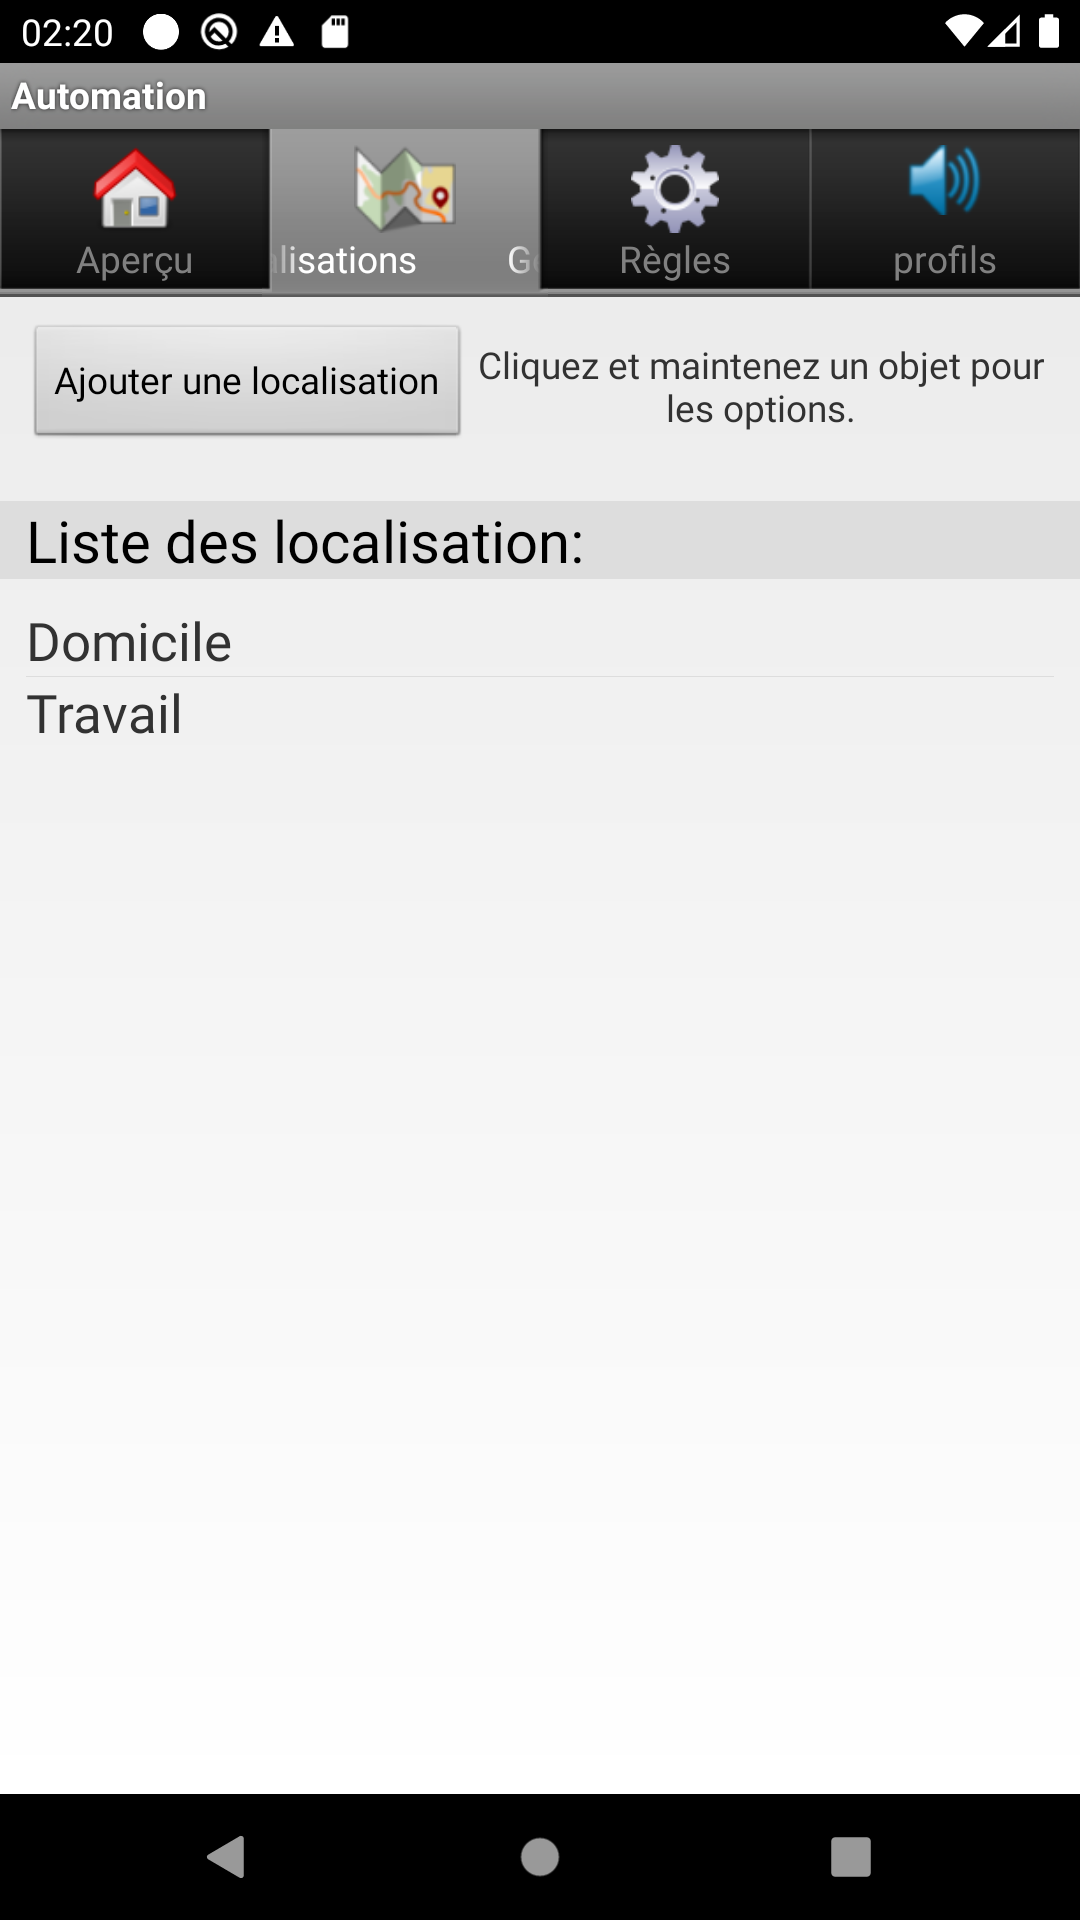 02:20
Automation
Aperçu
lisations
G
Règles
profils
Ajouter une localisation
Cliquez et maintenez un objet pour
les options.
Liste des localisation:
Domicile
Travail